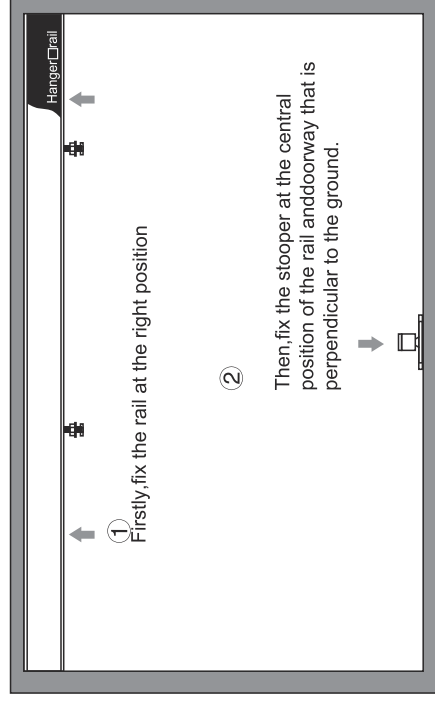 Hanger□rail
①
Firstly,fix the rail at the right position
②
Then,fix the stooper at the central
position of the rail anddoorway that is
perpendicular to the ground.